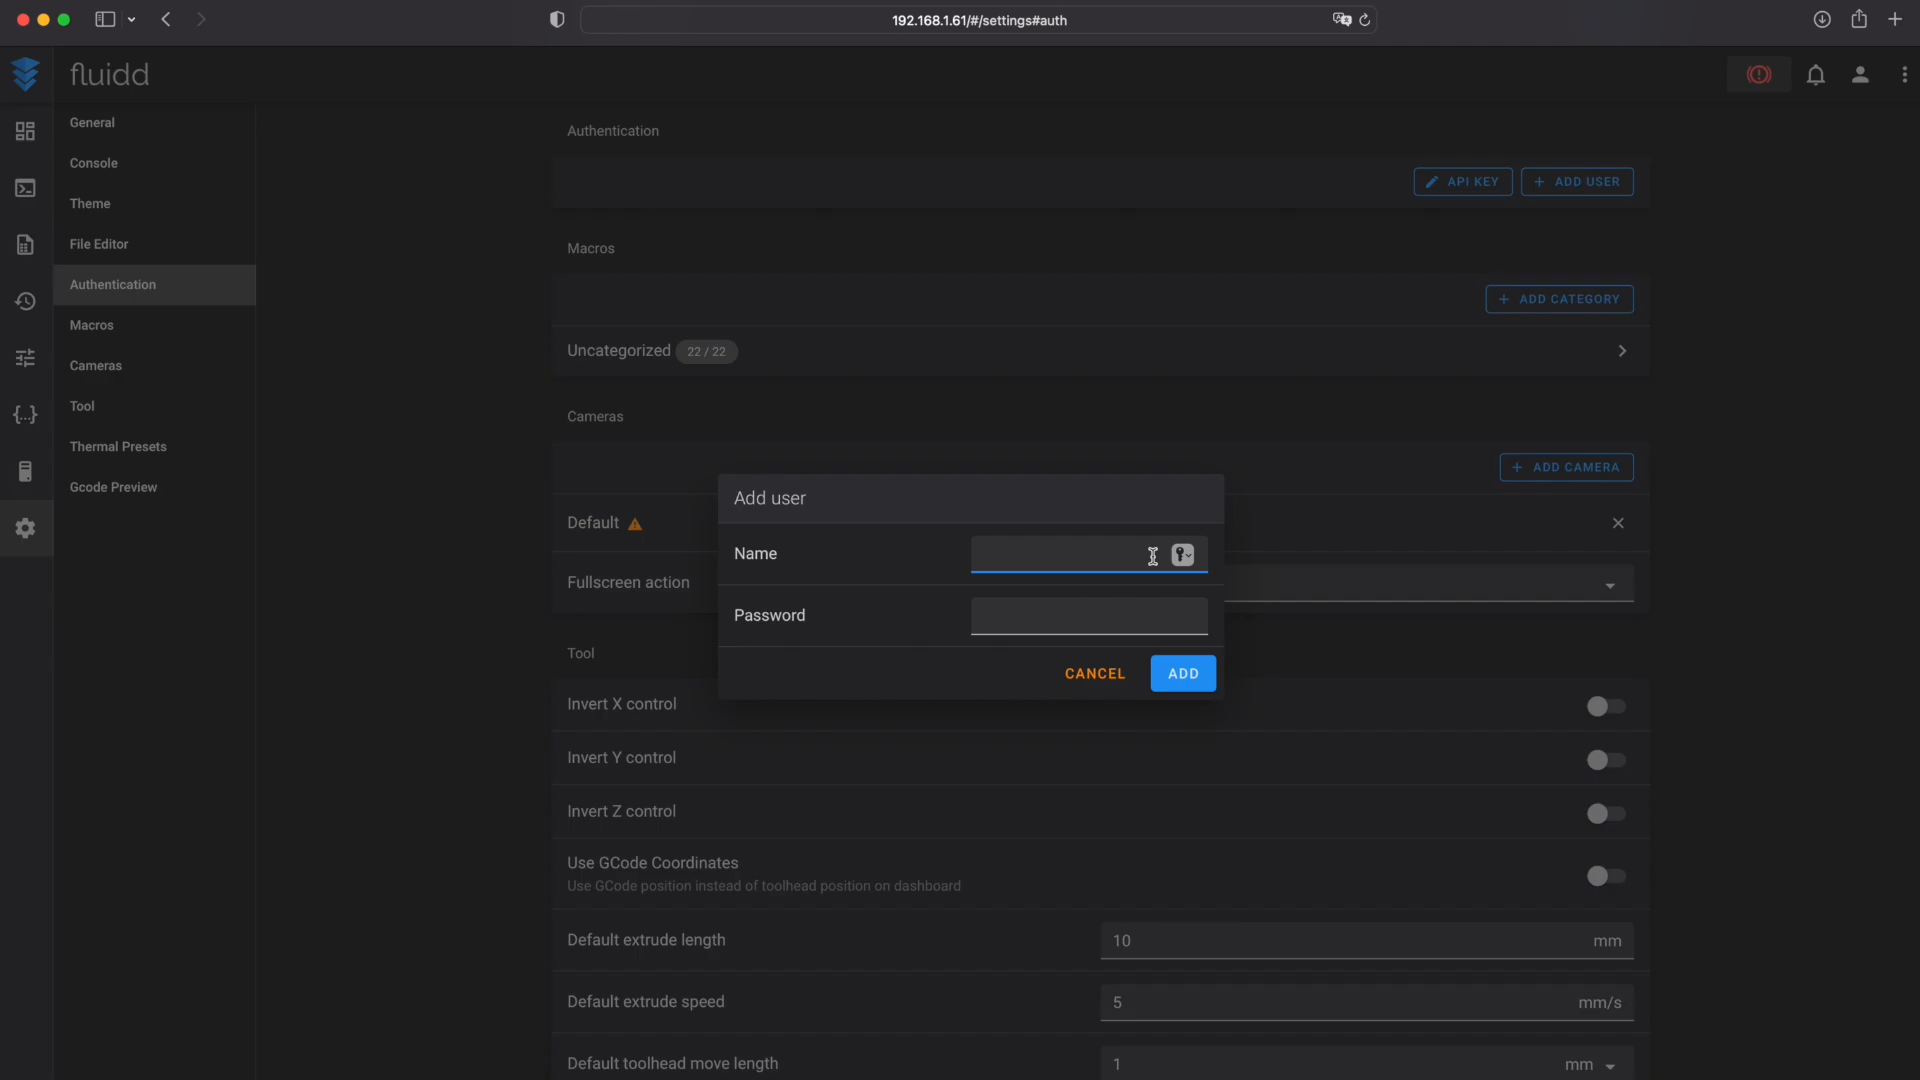 192.168.1.61/#/settings#auth
fluidd
General
Console
Theme
File Editor
Authentication
Macros
Cameras
Tool
Thermal Presets
Gcode Preview
Authentication
API KEY
ADD USER
Macros
ADD CATEGORY
Uncategorized 22 / 22
Cameras
ADD CAMERA
Default
Fullscreen action
Add user
Name
Password
CANCEL
ADD
Tool
Invert X control
Invert Y control
Invert Z control
Use GCode Coordinates
Use GCode position instead of toolhead position on dashboard
Default extrude length
10 mm
Default extrude speed
5 mm/s
Default toolhead move length
1 mm